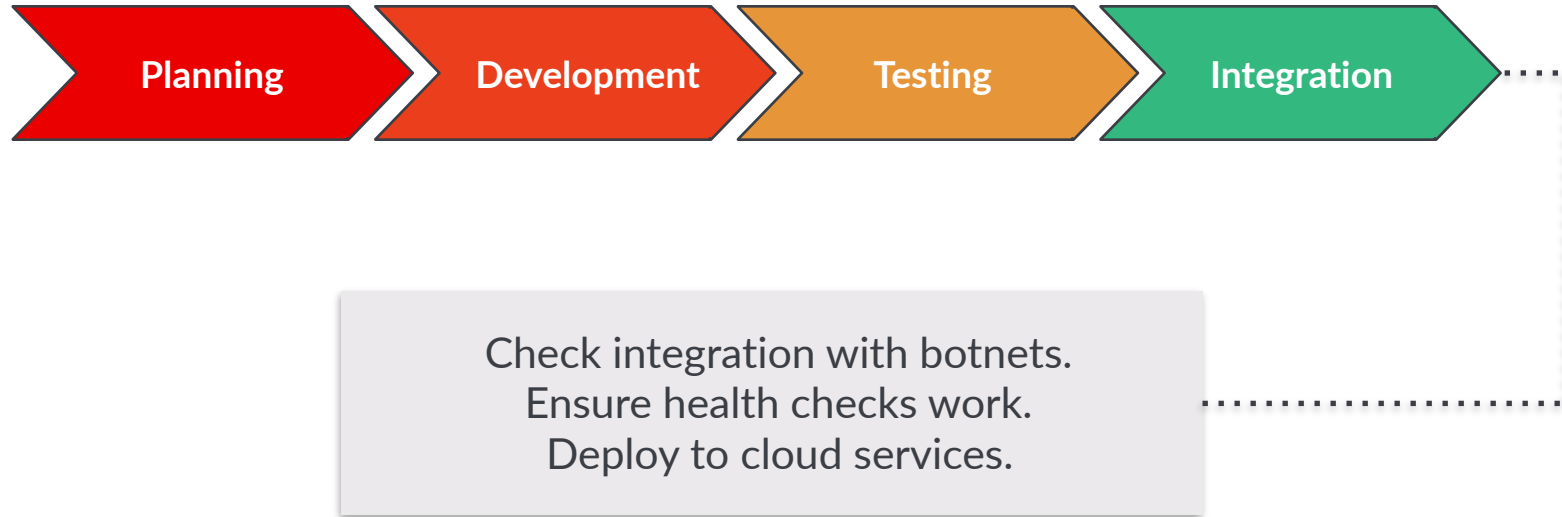 Planning
Development
Testing
Integration
Check integration with botnets.
Ensure health checks work.
Deploy to cloud services.